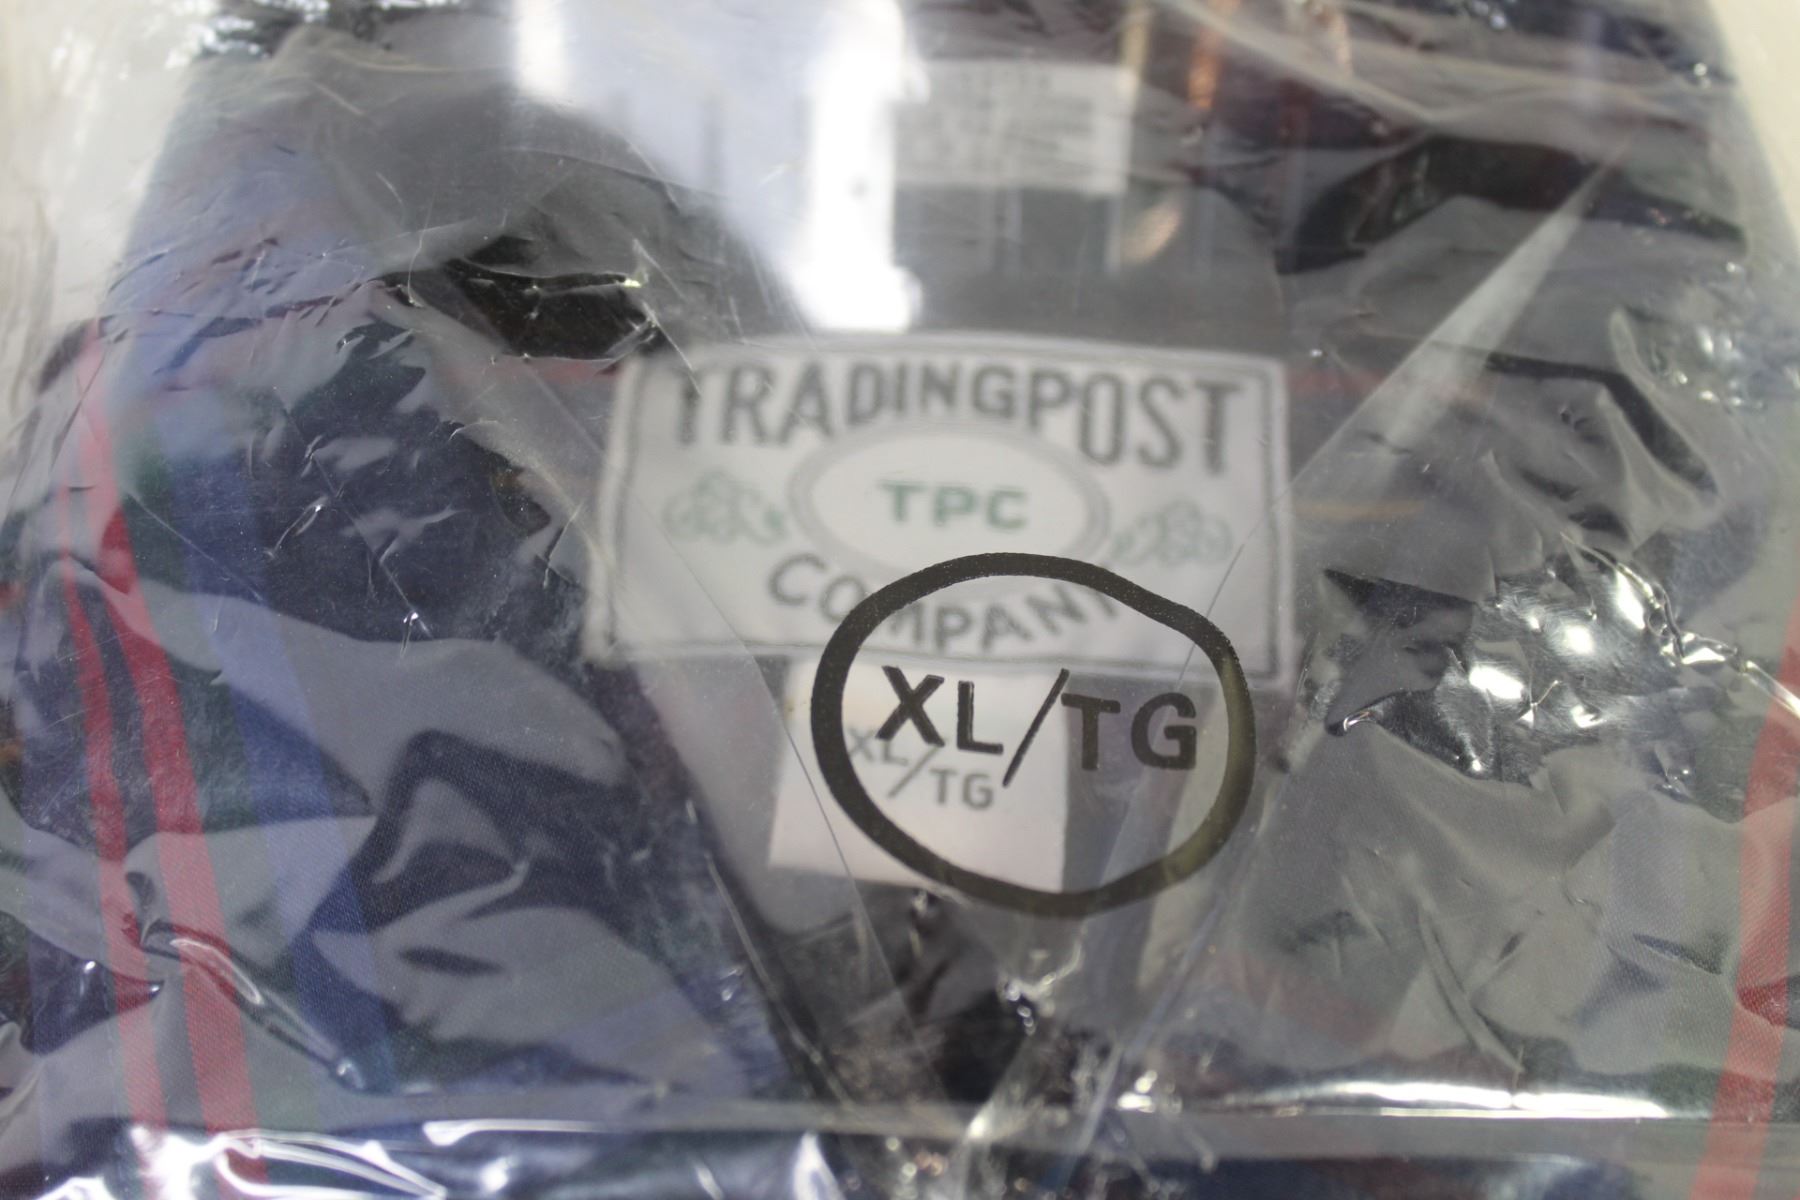 TRADINGPOST
TPC
COMPANY
XL/TG
XL/TG